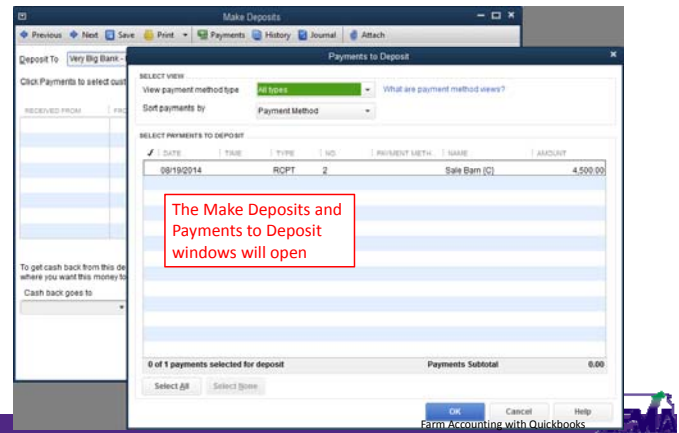 Make Deposits
Previous Next Save Print Payments History Journal Attach
Deposit To Very Big Bank -
Payments to Deposit
Click Payments to select cust
SELECT VIEW
View payment method type All types What are payment method views?
Sort payments by Payment Method
RECEIVED FROM
SELECT PAYMENTS TO DEPOSIT
✓ DATE TIME TYPE NO. PAYMENT METH... NAME AMOUNT
08/19/2014 RCPT 2 Sale Barn (C) 4,500.00
The Make Deposits and
Payments to Deposit
windows will open
To get cash back from this de
where you want this money to
Cash back goes to
0 of 1 payments selected for deposit Payments Subtotal 0.00
Select All Select None
OK Cancel Help
Farm Accounting with Quickbooks